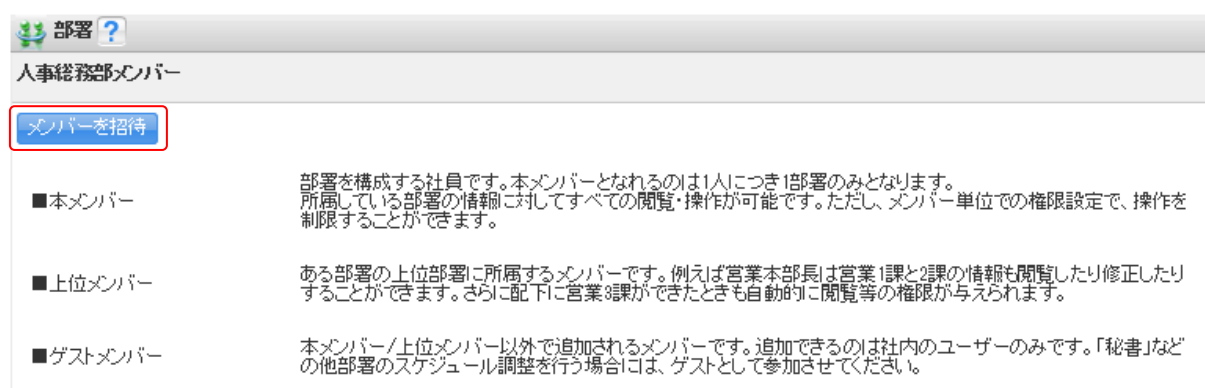 部署 ?
人事総務部メンバー
メンバーを招待
■本メンバー
部署を構成する社員です。本メンバーとなれるのは1人につき1部署のみとなります。
所属している部署の情報に対してすべての閲覧・操作が可能です。ただし、メンバー単位での権限設定で、操作を
制限することができます。
■上位メンバー
ある部署の上位部署に所属するメンバーです。例えば営業本部長は営業1課と2課の情報も閲覧したり修正したり
することができます。さらに配下に営業3課ができたときも自動的に閲覧等の権限が与えられます。
■ゲストメンバー
本メンバー/上位メンバー以外で追加されるメンバーです。追加できるのは社内のユーザーのみです。「秘書」など
の他部署のスケジュール調整を行う場合には、ゲストとして参加させてください。